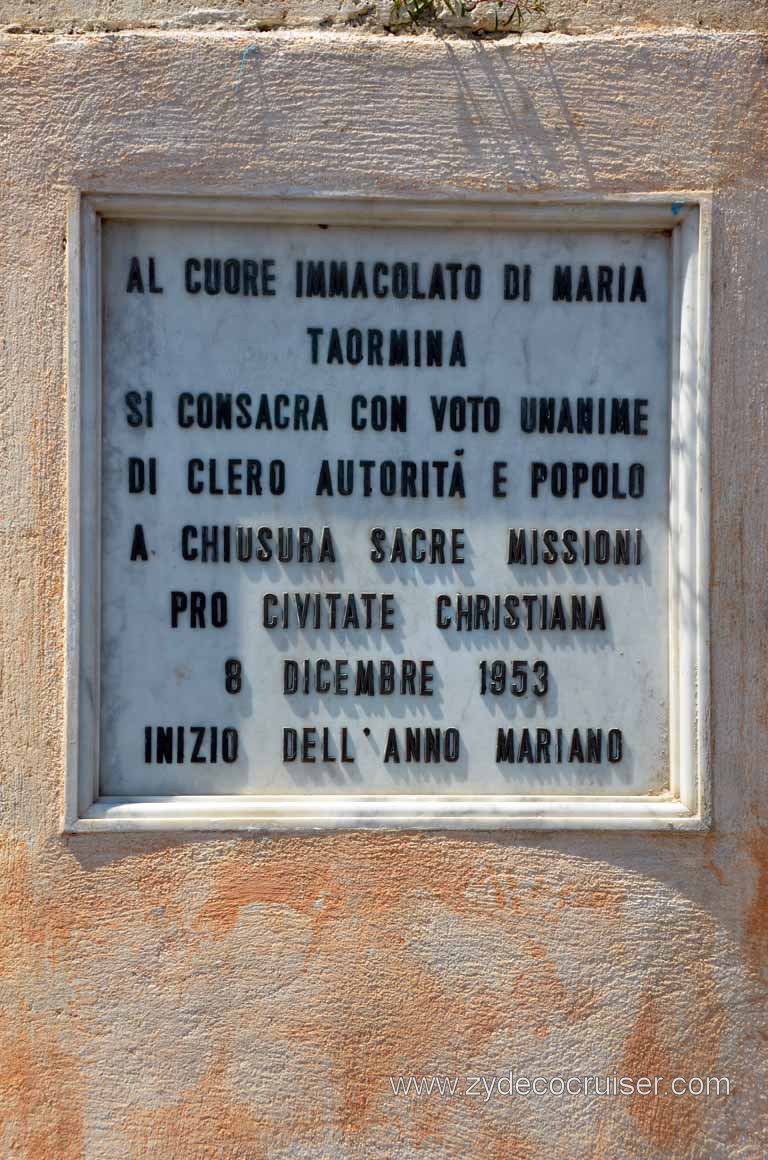 AL CUORE IMMACOLATO DI MARIA
TAORMINA
SI CONSACRA CON VOTO UNANIME
DI CLERO AUTORITÁ E POPOLO
A CHIUSURA SACRE MISSIONI
PRO CIVITATE CHRISTIANA
8 DICEMBRE 1953
INIZIO DELL'ANNO MARIANO
www.zydecocruiser.com